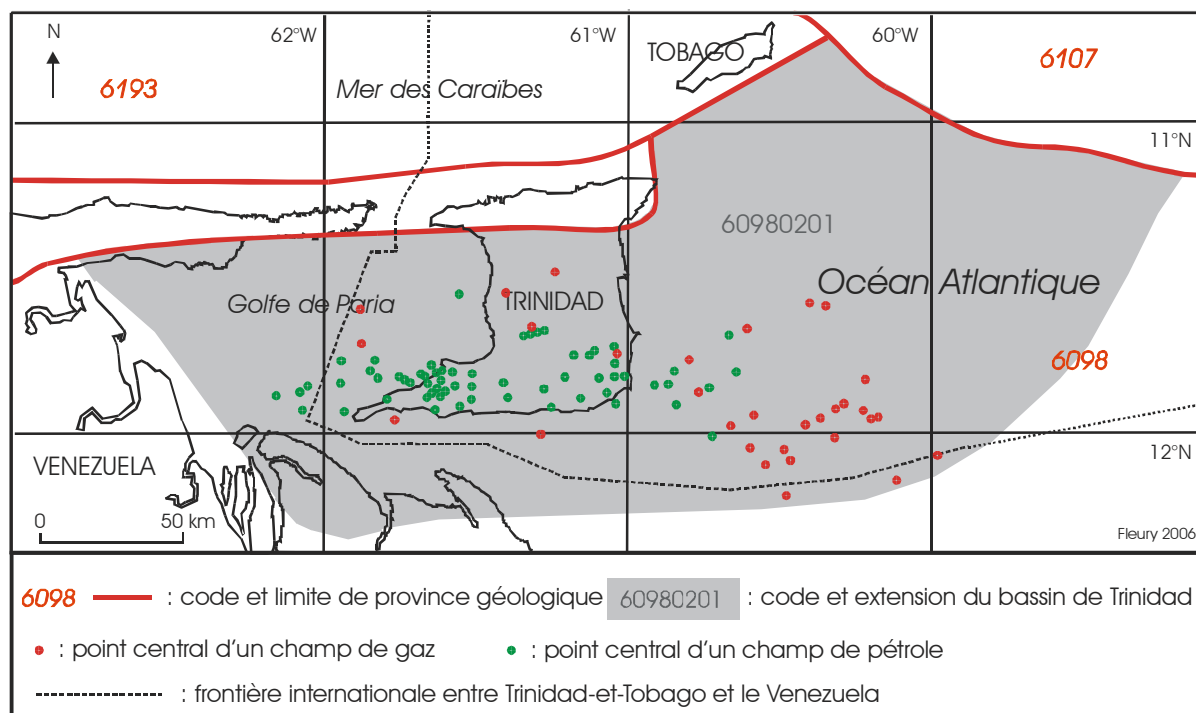 N
62°W
61°W
60°W
TOBAGO
6193
Mer des Caraïbes
6107
11°N
60980201
Océan Atlantique
Golfe de Paria
TRINIDAD
6098
VENEZUELA
12°N
0 50 km
Fleury 2006
6098 : code et limite de province géologique 60980201 : code et extension du bassin de Trinidad
: point central d'un champ de gaz : point central d'un champ de pétrole
: frontière internationale entre Trinidad-et-Tobago et le Venezuela